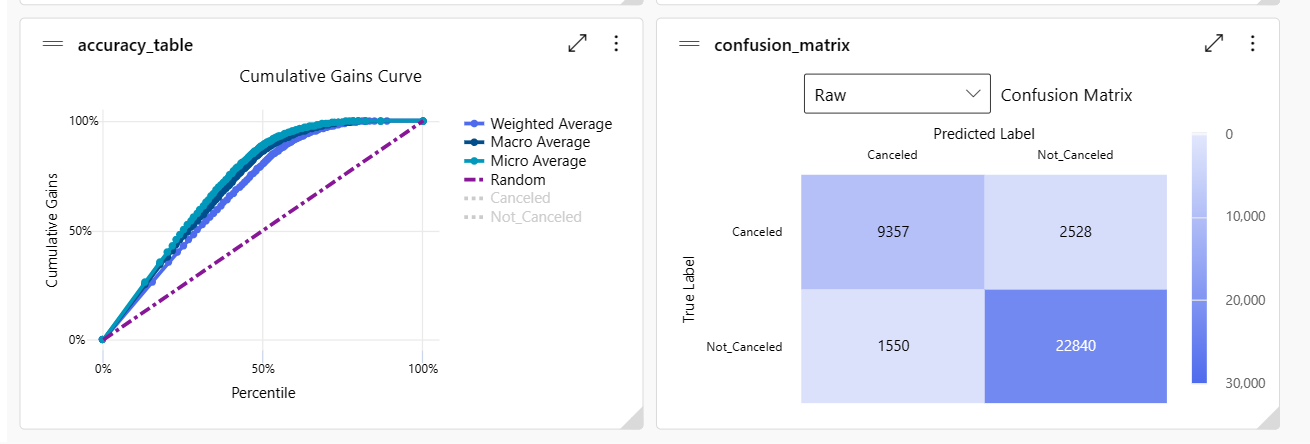 accuracy_table
Cumulative Gains Curve
100%
50%
0%
Cumulative Gains
0%
50%
100%
Percentile
Weighted Average
Macro Average
Micro Average
Random
Canceled
Not_Canceled
confusion_matrix
Raw
Confusion Matrix
Predicted Label
Canceled Not_Canceled
True Label
Canceled 9357 2528
Not_Canceled 1550 22840
0
10,000
20,000
30,000